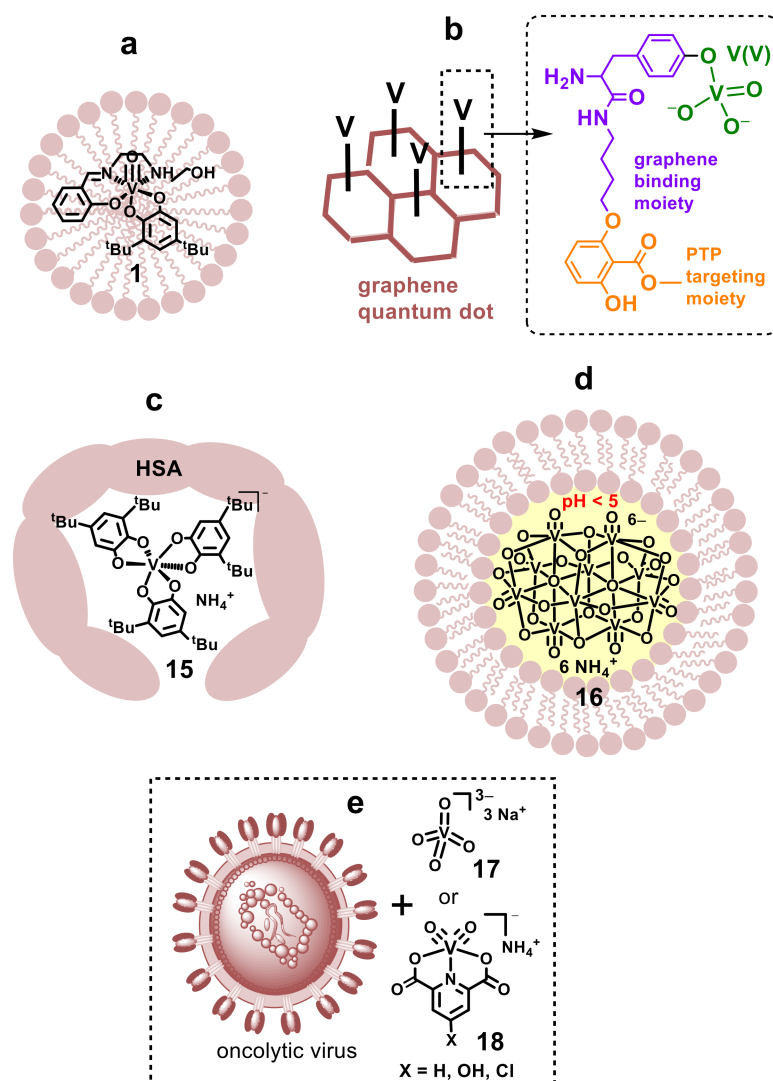 a
O
N
NH
OH
V
O
O
O
tBu
tBu
1
b
V
V
V
V
graphene
quantum dot
O
V(V)
H2N
V
O
−O
O−
O
HN
graphene
binding
moiety
O
O
O
OH
PTP
targeting
moiety
c
HSA
tBu
tBu
tBu
−
O
O
O
O
V
O
O
tBu
NH4+
tBu
tBu
15
d
pH < 5
6−
O
O
O
O
O
V
V
O
O
O
O
V
O
V
O
V
O
V
V
O
V
O
O
V
V
O
O
O
O
6 NH4+
16
e
O
3−
3 Na+
O
V
O
O
17
+
or
O
O
−
V
NH4+
O
O
O
N
O
X
18
oncolytic virus
X = H, OH, Cl